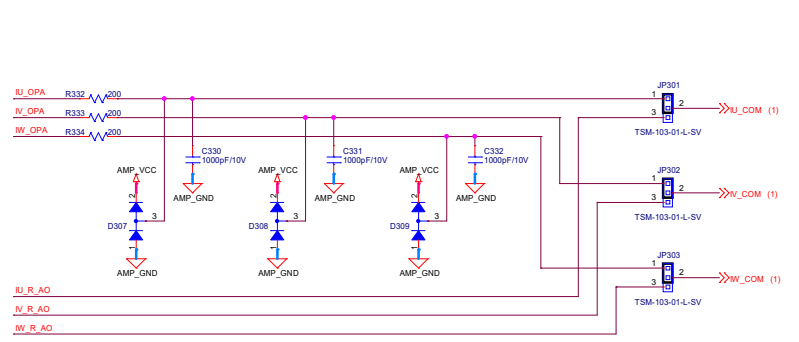 JP301
IU_OPA R332 200 1
2 IU_COM (1)
IV_OPA R333 200 3
IW_OPA R334 200 TSM-103-01-L-SV
C330 C331 C332
1000pF/10V 1000pF/10V 1000pF/10V
AMP_VCC AMP_VCC AMP_VCC JP302
1
2 2 2 2 IV_COM (1)
AMP_GND AMP_GND AMP_GND 3
3 3 3 TSM-103-01-L-SV
D307 D308 D309
1 1 1
JP303
AMP_GND AMP_GND AMP_GND 1
2 IW_COM (1)
3
IU_R_AO TSM-103-01-L-SV
IV_R_AO
IW_R_AO